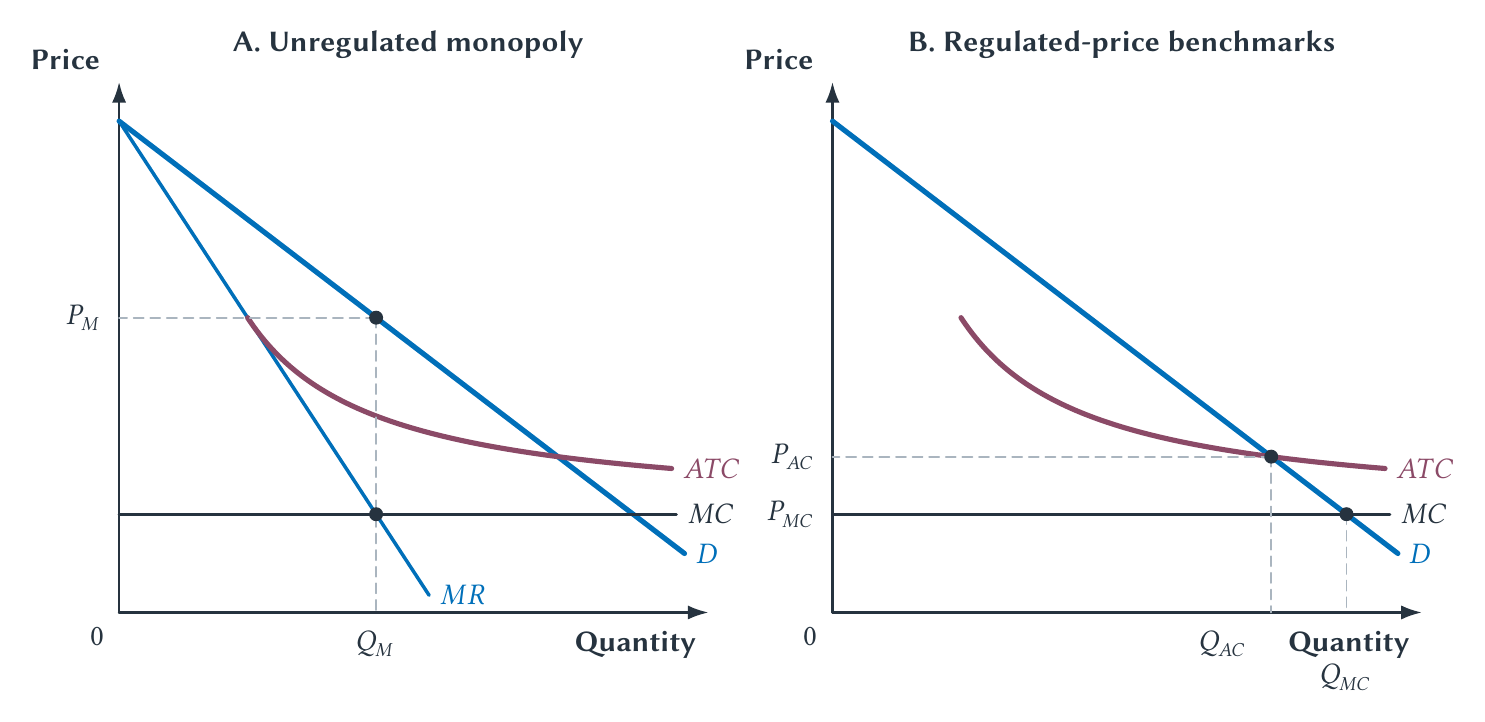 A. Unregulated monopoly
Price
P_M
ATC
MC
D
MR
0
Q_M
Quantity
B. Regulated-price benchmarks
Price
P_AC
P_MC
ATC
MC
D
0
Q_AC
Quantity
Q_MC